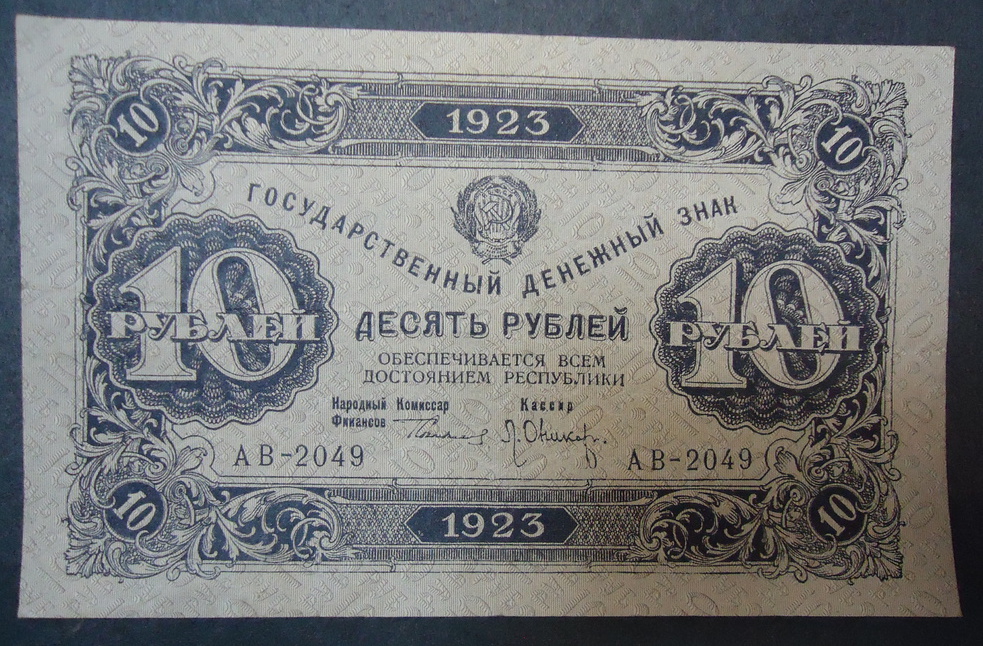 10 1923 10
ГОСУДАРСТВЕННЫЙ ДЕНЕЖНЫЙ ЗНАК
10 РУБЛЕЙ
10 РУБЛЕЙ
ДЕСЯТЬ РУБЛЕЙ
ОБЕСПЕЧИВАЕТСЯ ВСЕМ
ДОСТОЯНИЕМ РЕСПУБЛИКИ
Народный Комиссар Кассир
Финансов
АВ-2049 АВ-2049
10 1923 10